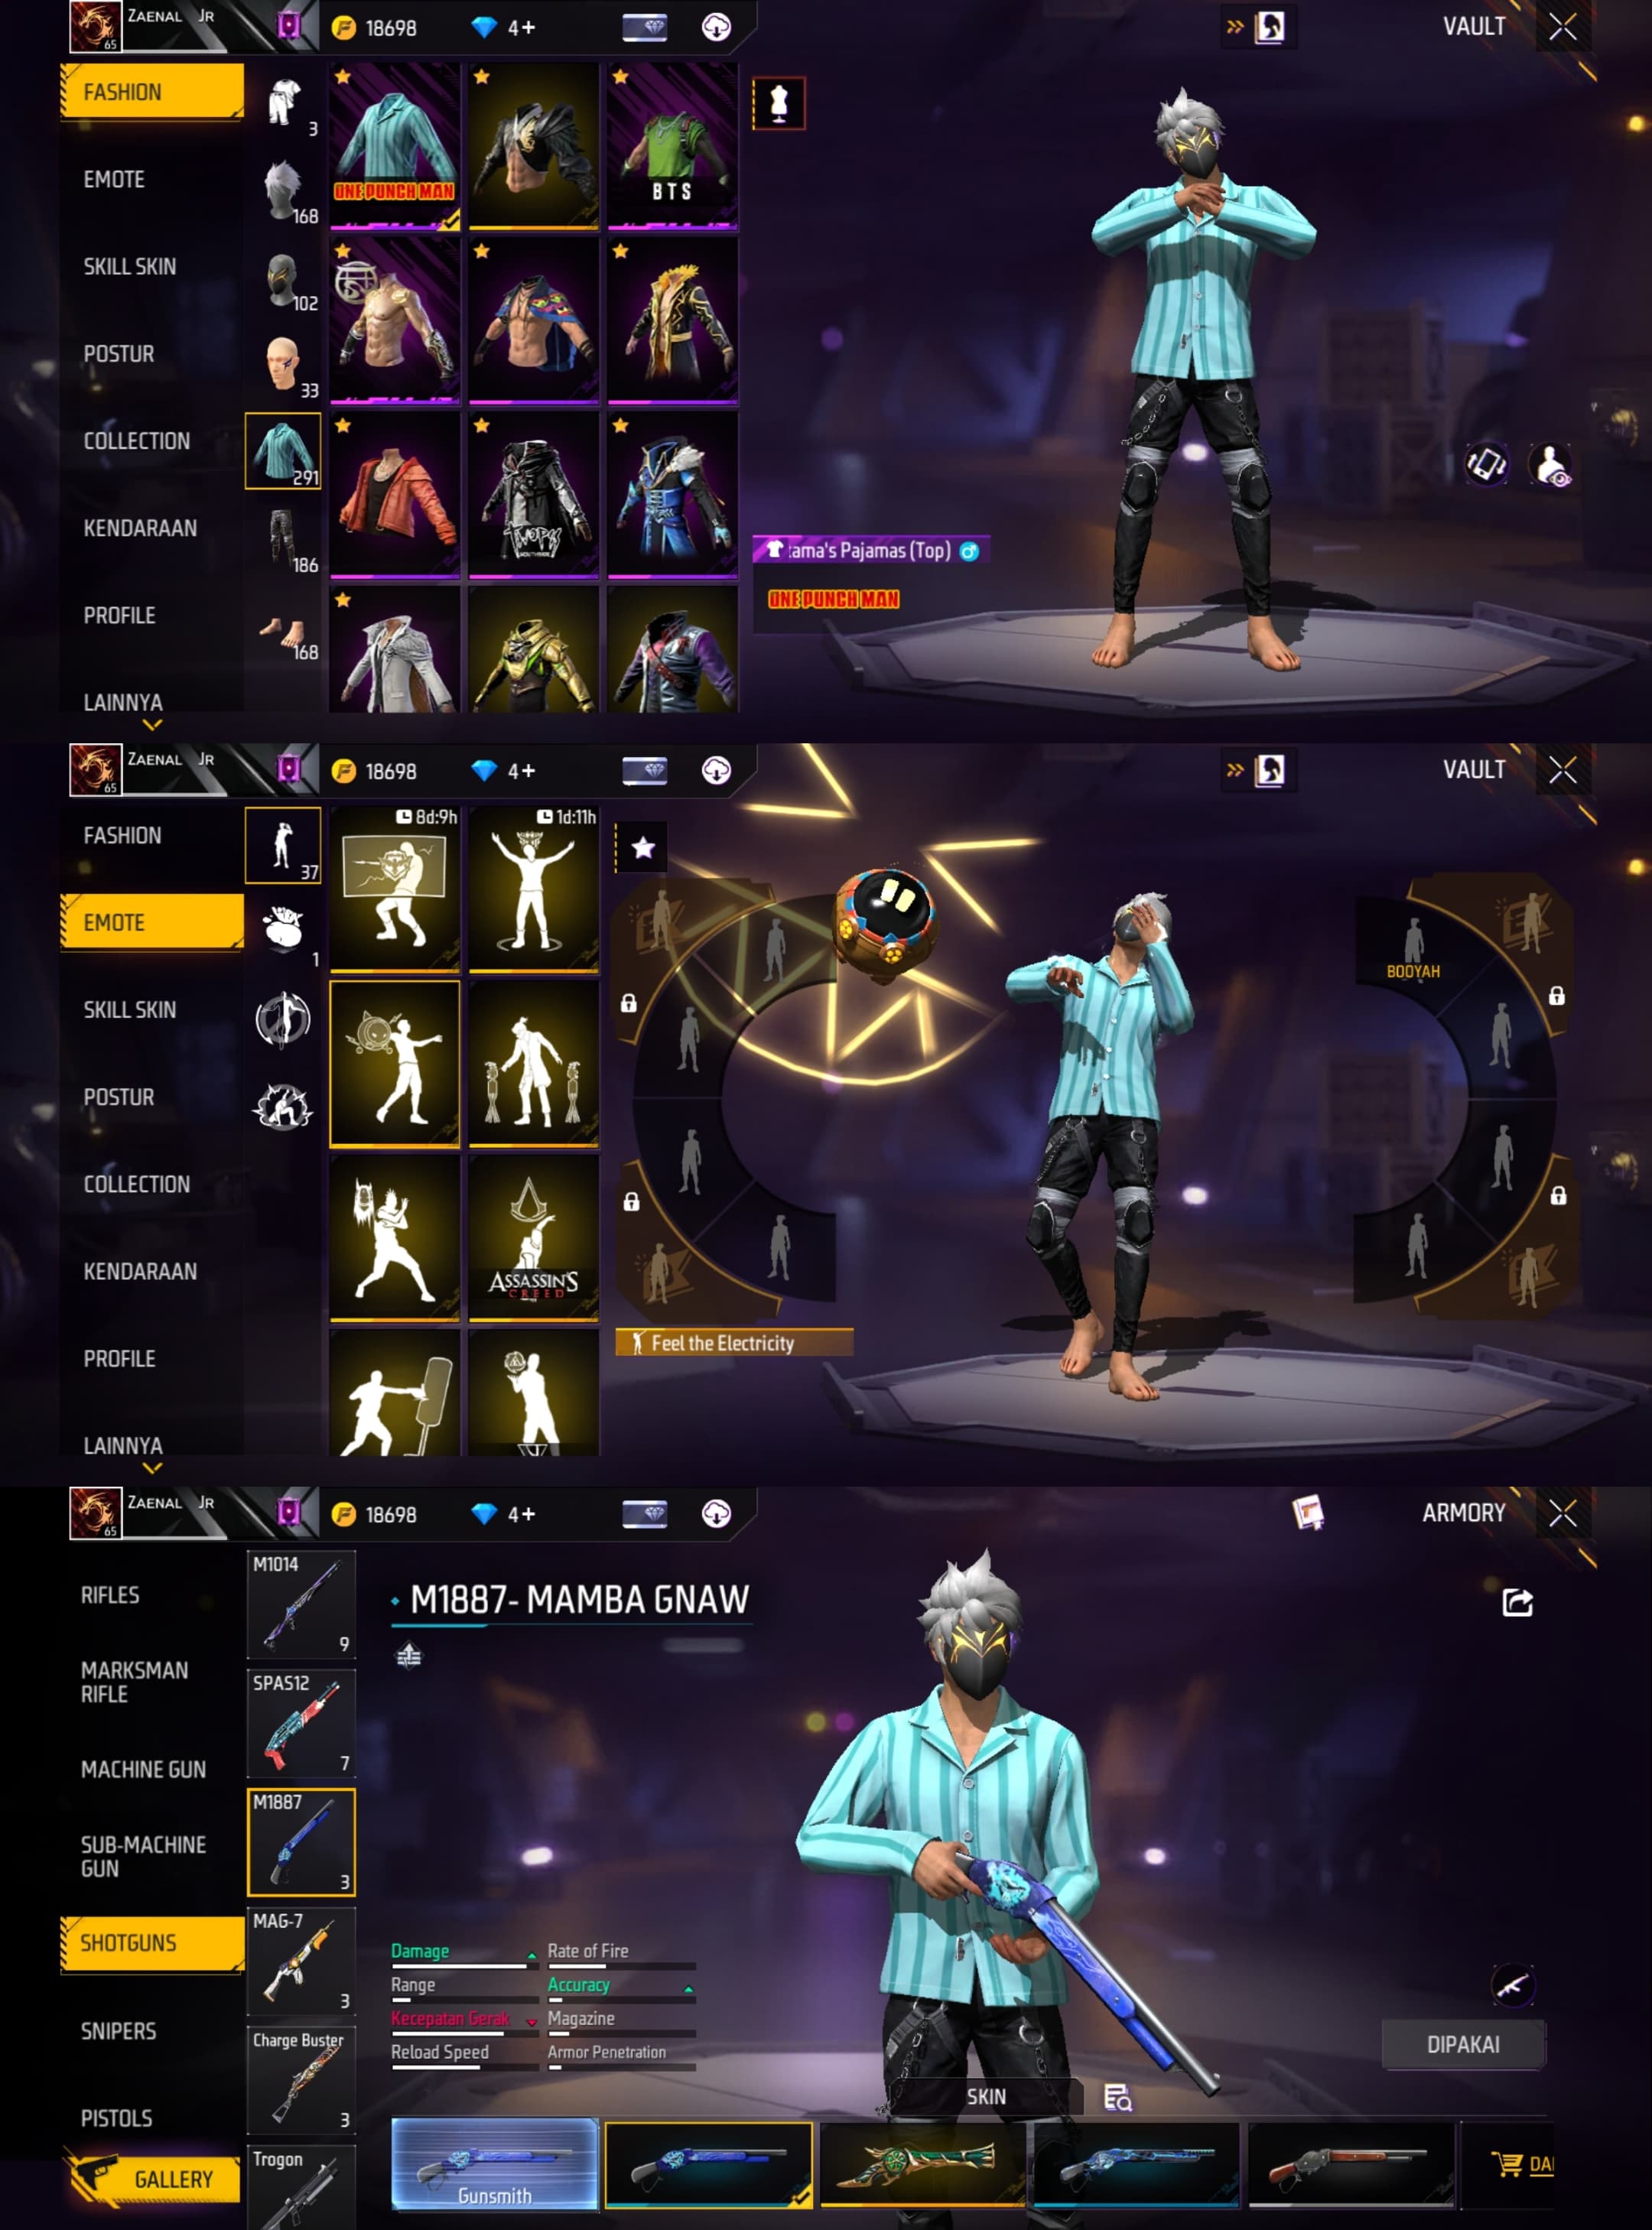 ZAENAL JR
65
18698
4+
VAULT
FASHION
EMOTE
SKILL SKIN
POSTUR
COLLECTION
KENDARAAN
PROFILE
LAINNYA
3
168
102
33
291
186
168
ONE PUNCH MAN
BTS
ama's Pajamas (Top)
ONE PUNCH MAN
ZAENAL JR
65
18698
4+
VAULT
FASHION
EMOTE
SKILL SKIN
POSTUR
COLLECTION
KENDARAAN
PROFILE
LAINNYA
37
1
8d:9h
1d:11h
ASSASSIN'S
CREED
BOOYAH
Feel the Electricity
ZAENAL JR
65
18698
4+
ARMORY
RIFLES
MARKSMAN
RIFLE
MACHINE GUN
SUB-MACHINE
GUN
SHOTGUNS
SNIPERS
PISTOLS
GALLERY
M1014
9
SPAS12
7
M1887
3
MAG-7
3
Charge Buster
3
Trogon
M1887- MAMBA GNAW
Damage
Rate of Fire
Range
Accuracy
Kecepatan Gerak
Magazine
Reload Speed
Armor Penetration
DIPAKAI
SKIN
Gunsmith
DA